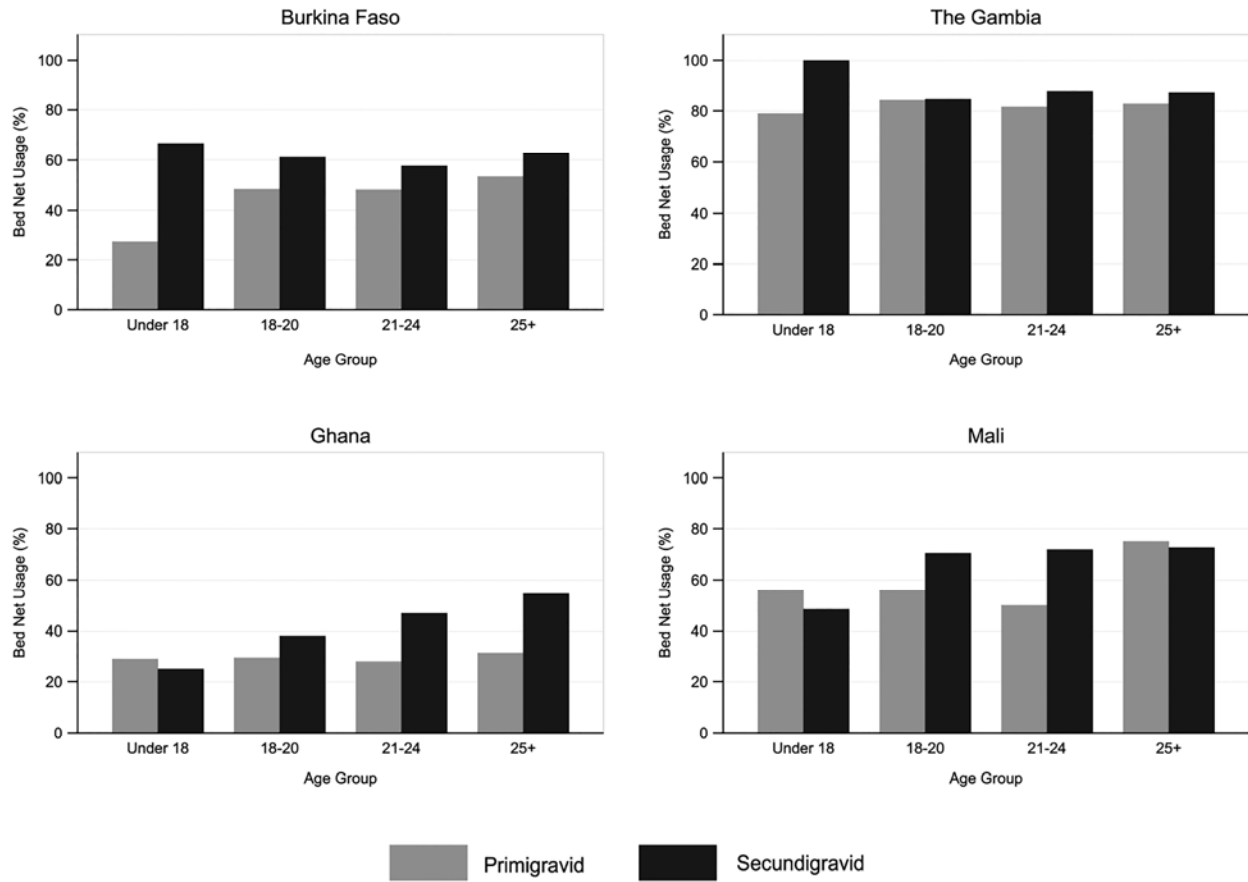 Burkina Faso
Bed Net Usage (%)
100
80
60
40
20
0
Under 18 18-20 21-24 25+
Age Group
The Gambia
Bed Net Usage (%)
100
80
60
40
20
0
Under 18 18-20 21-24 25+
Age Group
Ghana
Bed Net Usage (%)
100
80
60
40
20
0
Under 18 18-20 21-24 25+
Age Group
Mali
Bed Net Usage (%)
100
80
60
40
20
0
Under 18 18-20 21-24 25+
Age Group
Primigravid Secundigravid